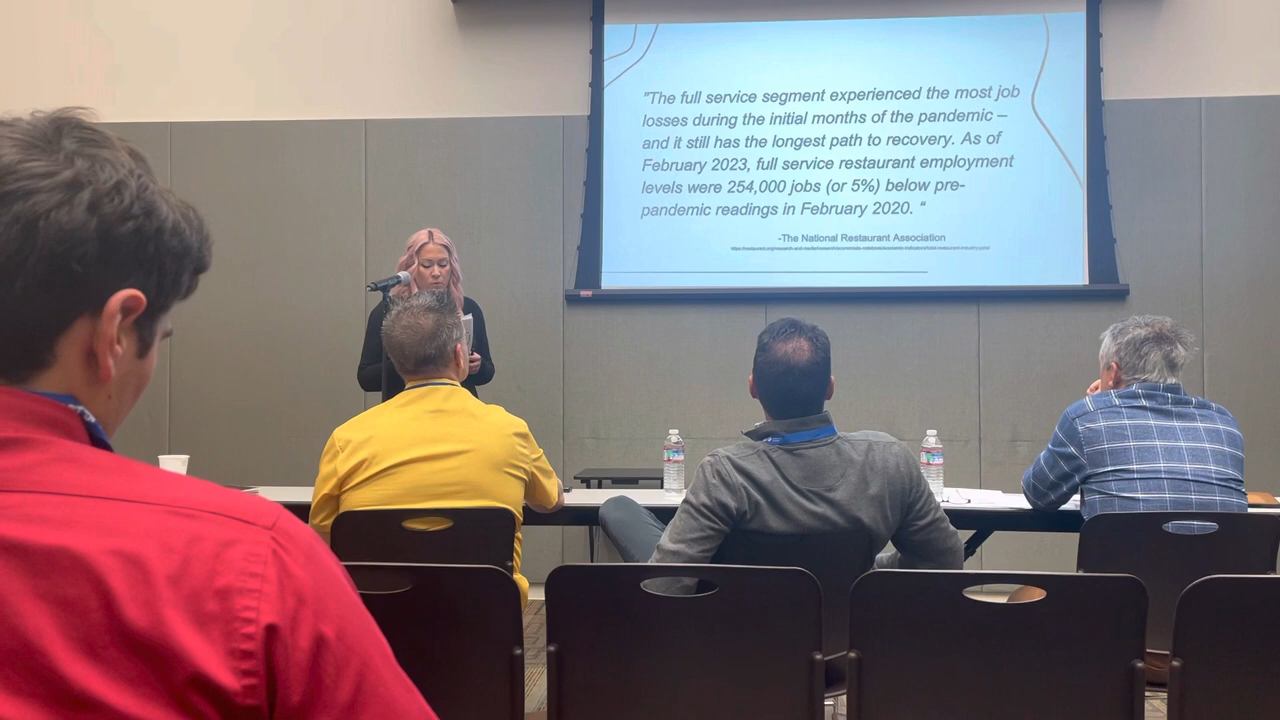 "The full service segment experienced the most job
losses during the initial months of the pandemic –
and it still has the longest path to recovery. As of
February 2023, full service restaurant employment
levels were 254,000 jobs (or 5%) below pre-
pandemic readings in February 2020. “
-The National Restaurant Association